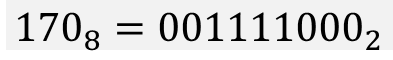 170₈ = 001111000₂